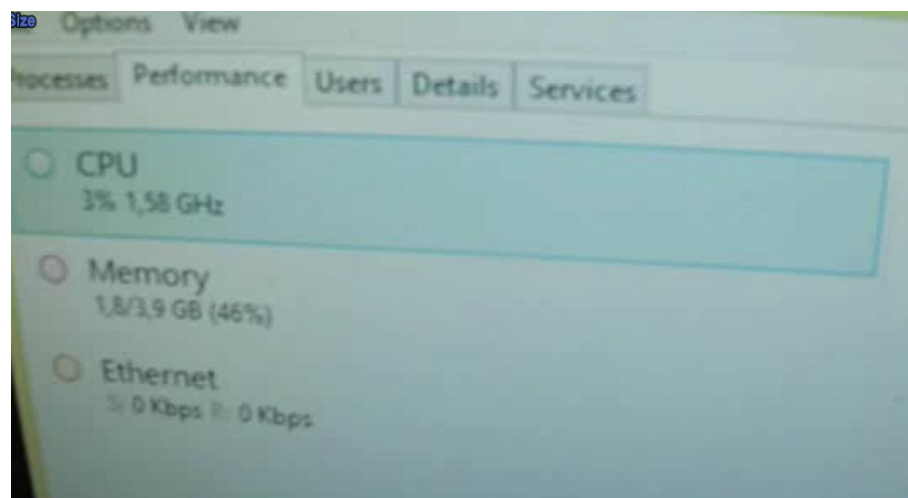 Size Options View
Processes Performance Users Details Services
CPU
3% 1,58 GHz
Memory
1,8/3,9 GB (46%)
Ethernet
S: 0 Kbps R: 0 Kbps